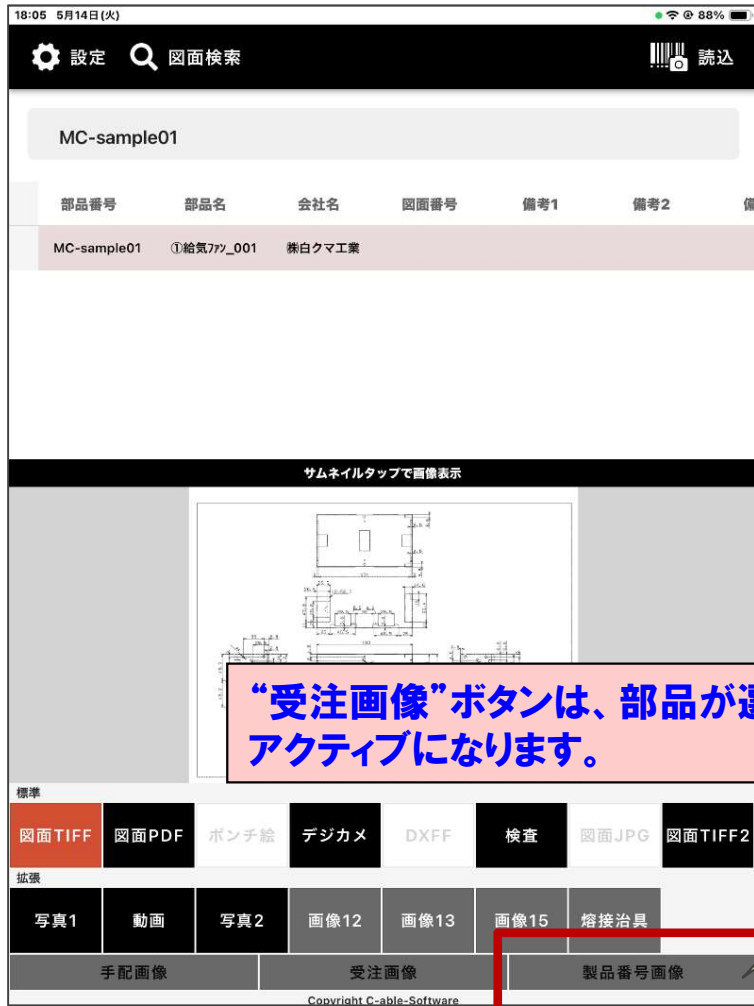 18:05 5月14日(火)
88%
設定 図面検索 読込
MC-sample01
部品番号 部品名 会社名 図面番号 備考1 備考2
MC-sample01 ①給気ﾌｧﾝ_001 ㈱白クマ工業
サムネイルタップで画像表示
“受注画像”ボタンは、部品が
アクティブになります。
標準
図面TIFF 図面PDF ポンチ絵 デジカメ DXFF 検査 図面JPG 図面TIFF2
拡張
写真1 動画 写真2 画像12 画像13 画像15 熔接治具
手配画像 受注画像 製品番号画像
Copyright C-able-Software